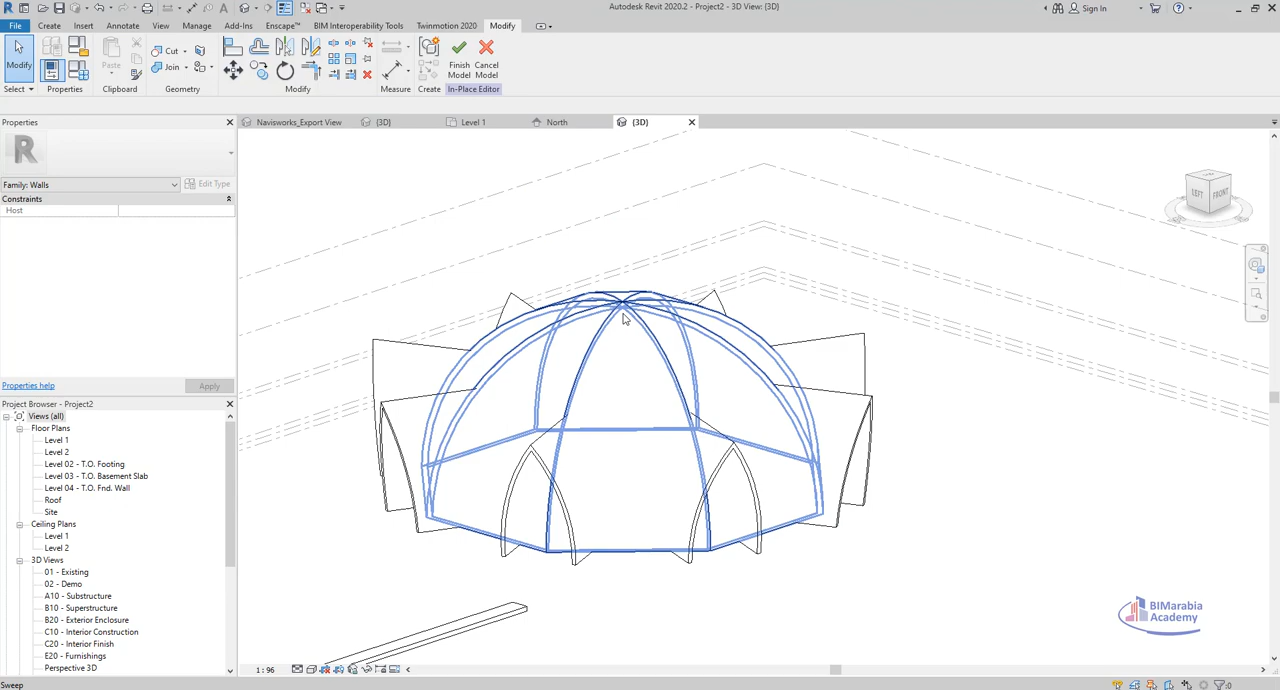 Autodesk Revit 2020.2 - Project2 - 3D View: {3D}
Sign In
File Create Insert Annotate View Manage Add-Ins Enscape™ BIM Interoperability Tools Twinmotion 2020 Modify
Modify
Paste
Cut
Join
Finish Model
Cancel Model
Select Properties Clipboard Geometry Modify Measure Create In-Place Editor
Properties
Navisworks_Export View
{3D}
Level 1
North
{3D}
Family: Walls
Edit Type
Constraints
Host
LEFT
FRONT
Properties help
Apply
Project Browser - Project2
Views (all)
Floor Plans
Level 1
Level 2
Level 02 - T.O. Footing
Level 03 - T.O. Basement Slab
Level 04 - T.O. Fnd. Wall
Roof
Site
Ceiling Plans
Level 1
Level 2
3D Views
01 - Existing
02 - Demo
A10 - Substructure
B10 - Superstructure
B20 - Exterior Enclosure
C10 - Interior Construction
C20 - Interior Finish
E20 - Furnishings
Perspective 3D
BIMarabia
Academy
1 : 96
Sweep
:0